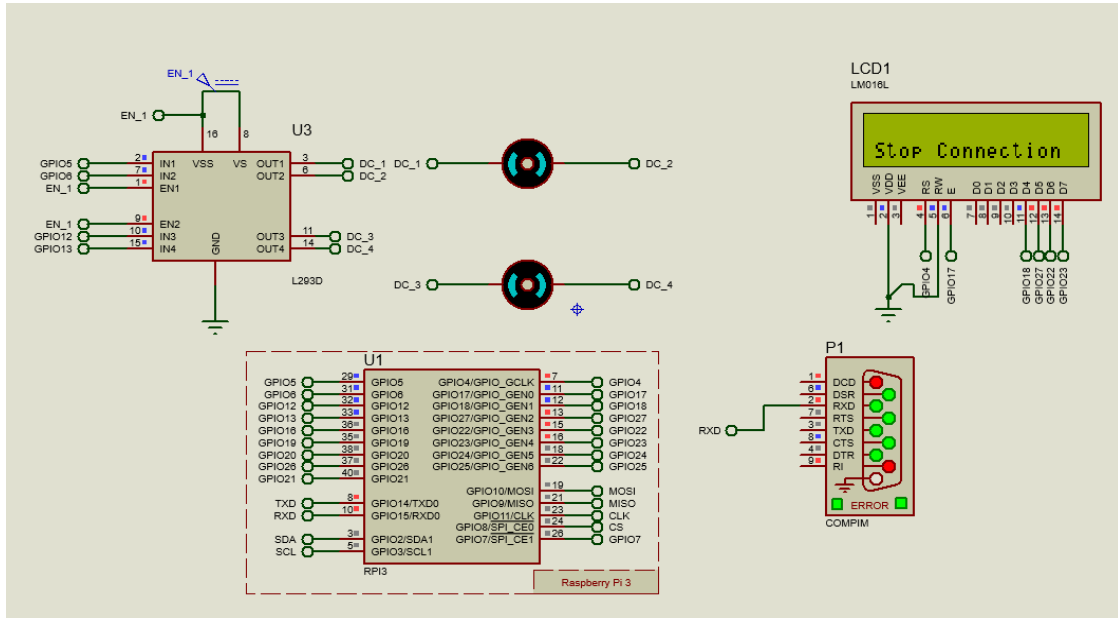 EN_1
EN_1
U3
16 8
VSS VS
GPIO5 2 IN1 OUT1 3 DC_1
GPIO6 7 IN2 OUT2 6 DC_2
EN_1 1 EN1
EN_1 9 EN2
GPIO12 10 IN3 OUT3 11 DC_3
GPIO13 15 IN4 OUT4 14 DC_4
GND
L293D
DC_1 DC_2
DC_3 DC_4
LCD1
LM016L
Stop Connection
VSS VDD VEE RS RW E D0 D1 D2 D3 D4 D5 D6 D7
1 2 3 4 5 6 7 8 9 10 11 12 13 14
GPIO4 GPIO17 GPIO18 GPIO27 GPIO22 GPIO23
U1
GPIO5 29 GPIO5 GPIO4/GPIO_GCLK 7 GPIO4
GPIO6 31 GPIO6 GPIO17/GPIO_GEN0 11 GPIO17
GPIO12 32 GPIO12 GPIO18/GPIO_GEN1 12 GPIO18
GPIO13 33 GPIO13 GPIO27/GPIO_GEN2 13 GPIO27
GPIO16 36 GPIO16 GPIO22/GPIO_GEN3 15 GPIO22
GPIO19 35 GPIO19 GPIO23/GPIO_GEN4 16 GPIO23
GPIO20 38 GPIO20 GPIO24/GPIO_GEN5 18 GPIO24
GPIO26 37 GPIO26 GPIO25/GPIO_GEN6 22 GPIO25
GPIO21 40 GPIO21
GPIO10/MOSI 19 MOSI
TXD 8 GPIO14/TXD0 GPIO9/MISO 21 MISO
RXD 10 GPIO15/RXD0 GPIO11/CLK 23 CLK
GPIO8/SPI_CE0 24 CS
SDA 3 GPIO2/SDA1 GPIO7/SPI_CE1 26 GPIO7
SCL 5 GPIO3/SCL1
RPI3
Raspberry Pi 3
P1
1 DCD
6 DSR
2 RXD
7 RTS
RXD 3 TXD
8 CTS
4 DTR
9 RI
ERROR
COMPIM